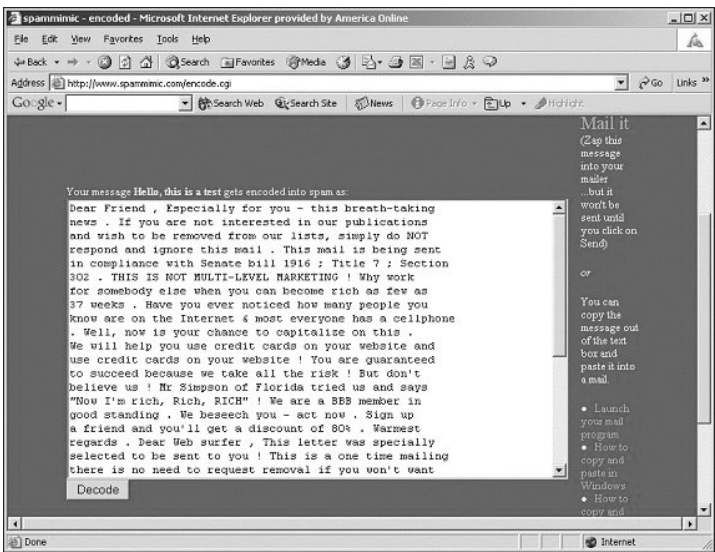 spammimic - encoded - Microsoft Internet Explorer provided by America Online
File Edit View Favorites Tools Help
Back Search Favorites Media
Address http://www.spammimic.com/encode.cgi Go Links »
Google Search Web Search Site News Page Info Up Highlight
Your message Hello, this is a test gets encoded into spam as:
Dear Friend , Especially for you - this breath-taking
news . If you are not interested in our publications
and wish to be removed from our lists, simply do NOT
respond and ignore this mail . This mail is being sent
in compliance with Senate bill 1916 ; Title 7 ; Section
302 . THIS IS NOT MULTI-LEVEL MARKETING ! Why work
for somebody else when you can become rich as few as
37 weeks . Have you ever noticed how many people you
know are on the Internet & most everyone has a cellphone
. Well, now is your chance to capitalize on this .
We will help you use credit cards on your website and
use credit cards on your website ! You are guaranteed
to succeed because we take all the risk ! But don't
believe us ! Mr Simpson of Florida tried us and says
"Now I'm rich, Rich, RICH" ! We are a BBB member in
good standing . We beseech you - act now . Sign up
a friend and you'll get a discount of 80% . Warmest
regards . Dear Web surfer , This letter was specially
selected to be sent to you ! This is a one time mailing
there is no need to request removal if you won't want
Decode
Mail it
(Zap this
message
into your
mailer
...but it
won't be
sent until
you click on
Send)
or
You can
copy the
message out
of the text
box and
paste it into
a mail.
• Launch
your mail
program
• How to
copy and
paste in
Windows
• How to
copy and
Done Internet